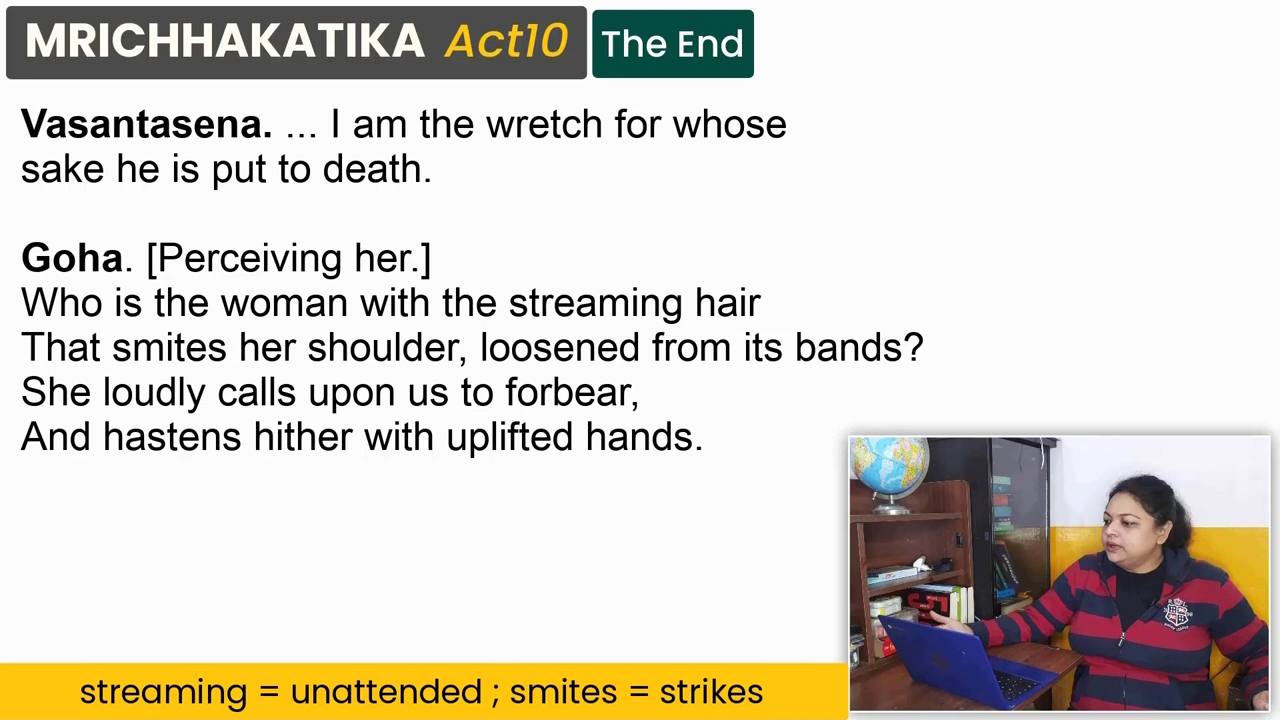 MRICHHAKATIKA Act10 The End
Vasantasena. ... I am the wretch for whose
sake he is put to death.
Goha. [Perceiving her.]
Who is the woman with the streaming hair
That smites her shoulder, loosened from its bands?
She loudly calls upon us to forbear,
And hastens hither with uplifted hands.
streaming = unattended ; smites = strikes